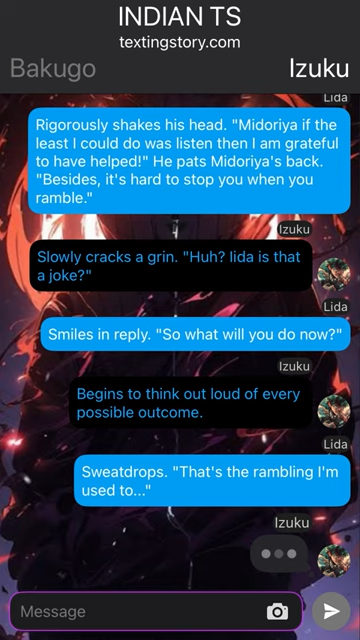 INDIAN TS
textingstory.com
Bakugo
Izuku
Lida
Rigorously shakes his head. "Midoriya if the
least I could do was listen then I am grateful
to have helped!" He pats Midoriya's back.
"Besides, it's hard to stop you when you
ramble."
Izuku
Slowly cracks a grin. "Huh? Iida is that
a joke?"
Lida
Smiles in reply. "So what will you do now?"
Izuku
Begins to think out loud of every
possible outcome.
Lida
Sweatdrops. "That's the rambling I'm
used to..."
Izuku
Message